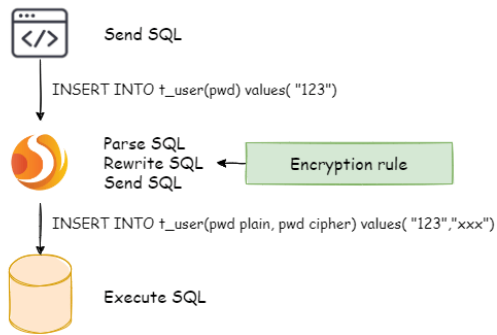 Send SQL
INSERT INTO t_user(pwd) values( "123")
Parse SQL
Rewrite SQL
Send SQL
Encryption rule
INSERT INTO t_user(pwd plain, pwd cipher) values( "123","xxx")
Execute SQL